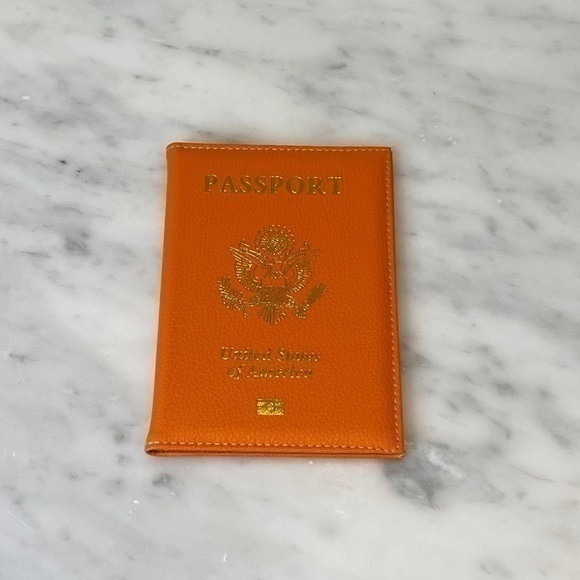 PASSPORT
United States
of America